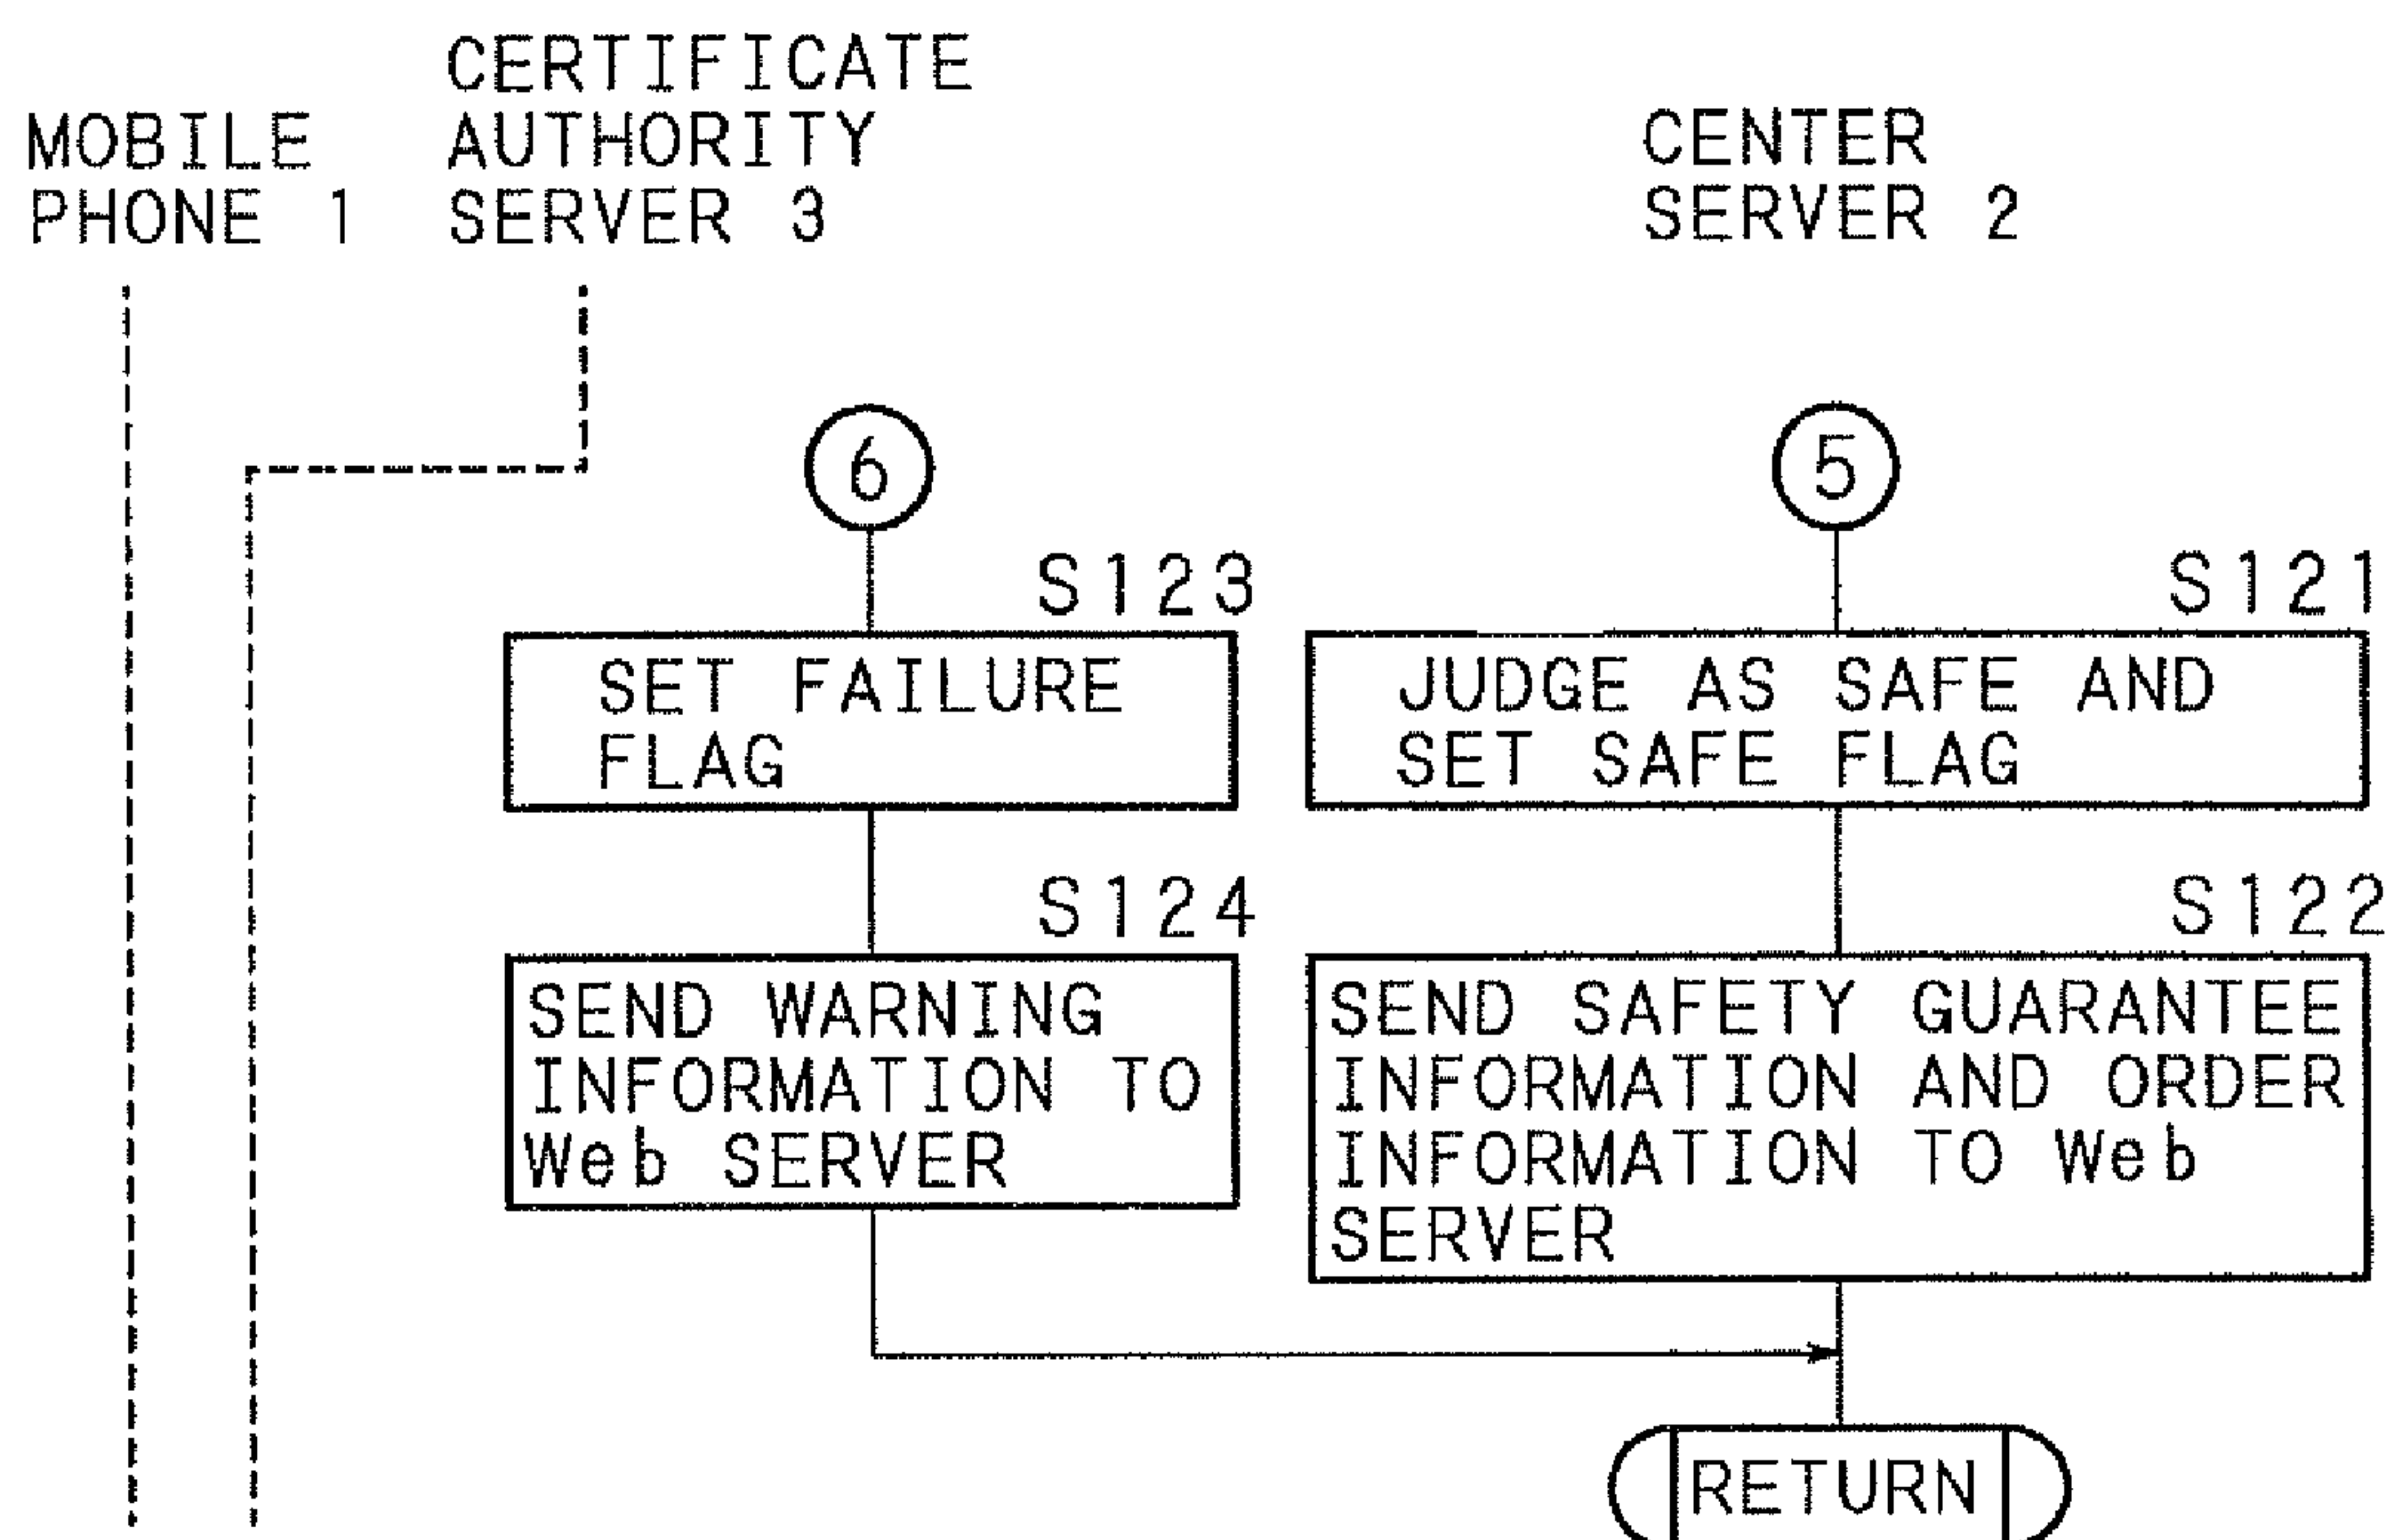 MOBILE
PHONE 1
CERTIFICATE
AUTHORITY
SERVER 3
CENTER
SERVER 2
6
5
S123
SET FAILURE
FLAG
S121
JUDGE AS SAFE AND
SET SAFE FLAG
S124
SEND WARNING
INFORMATION TO
Web SERVER
S122
SEND SAFETY GUARANTEE
INFORMATION AND ORDER
INFORMATION TO Web
SERVER
RETURN